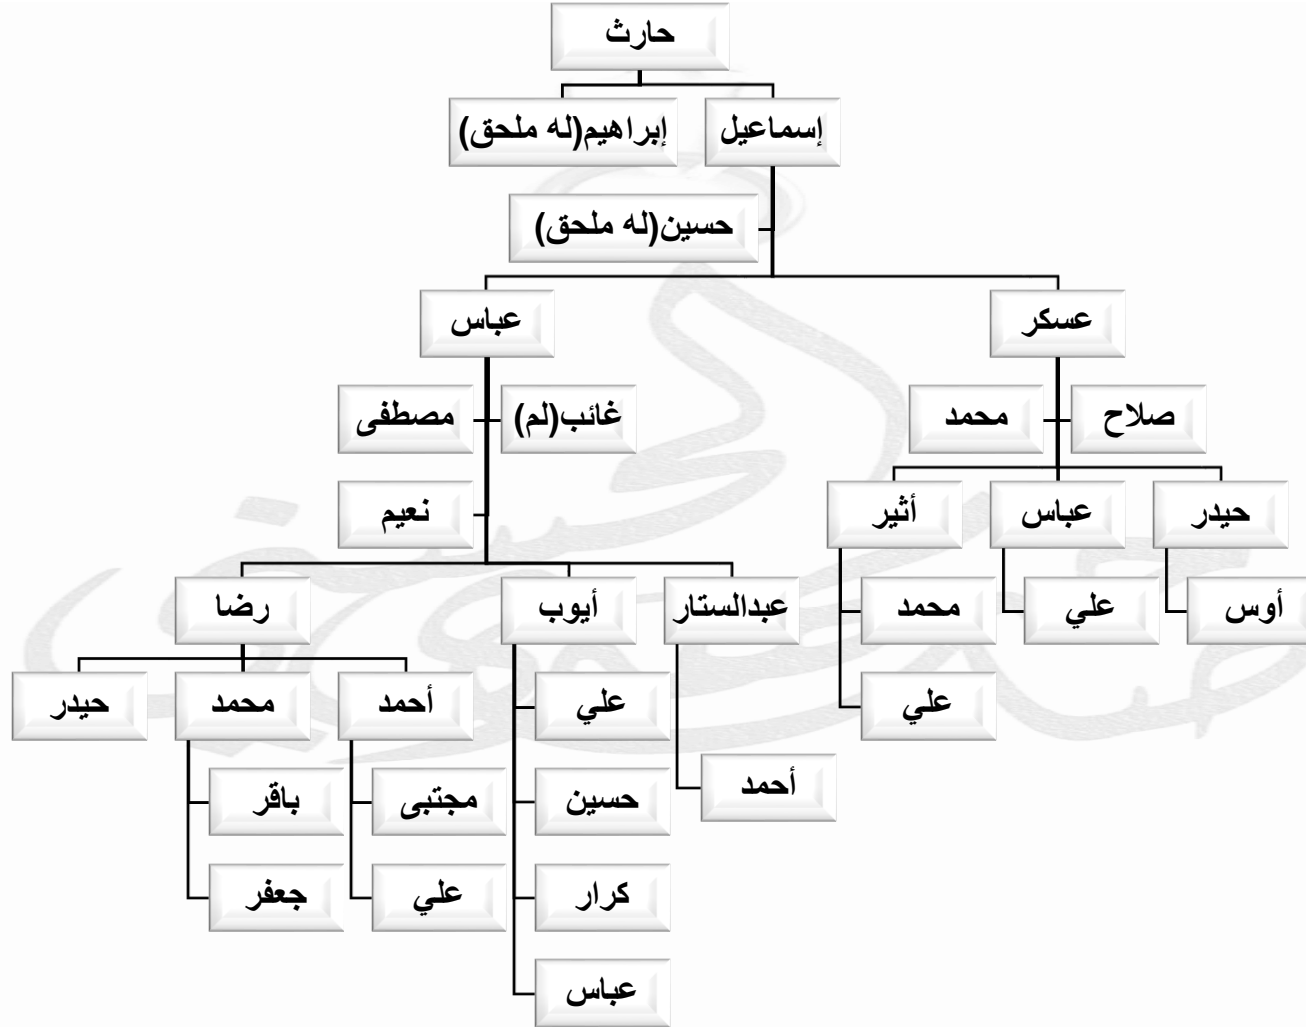 حارث
إسماعيل
إبراهيم(له ملحق)
حسين(له ملحق)
عسكر
عباس
صلاح
محمد
غائب(لم)
مصطفى
حيدر
عباس
أثير
نعيم
أوس
علي
محمد
عبدالستار
أيوب
رضا
علي
علي
أحمد
محمد
حيدر
أحمد
حسين
مجتبى
باقر
كرار
علي
جعفر
عباس